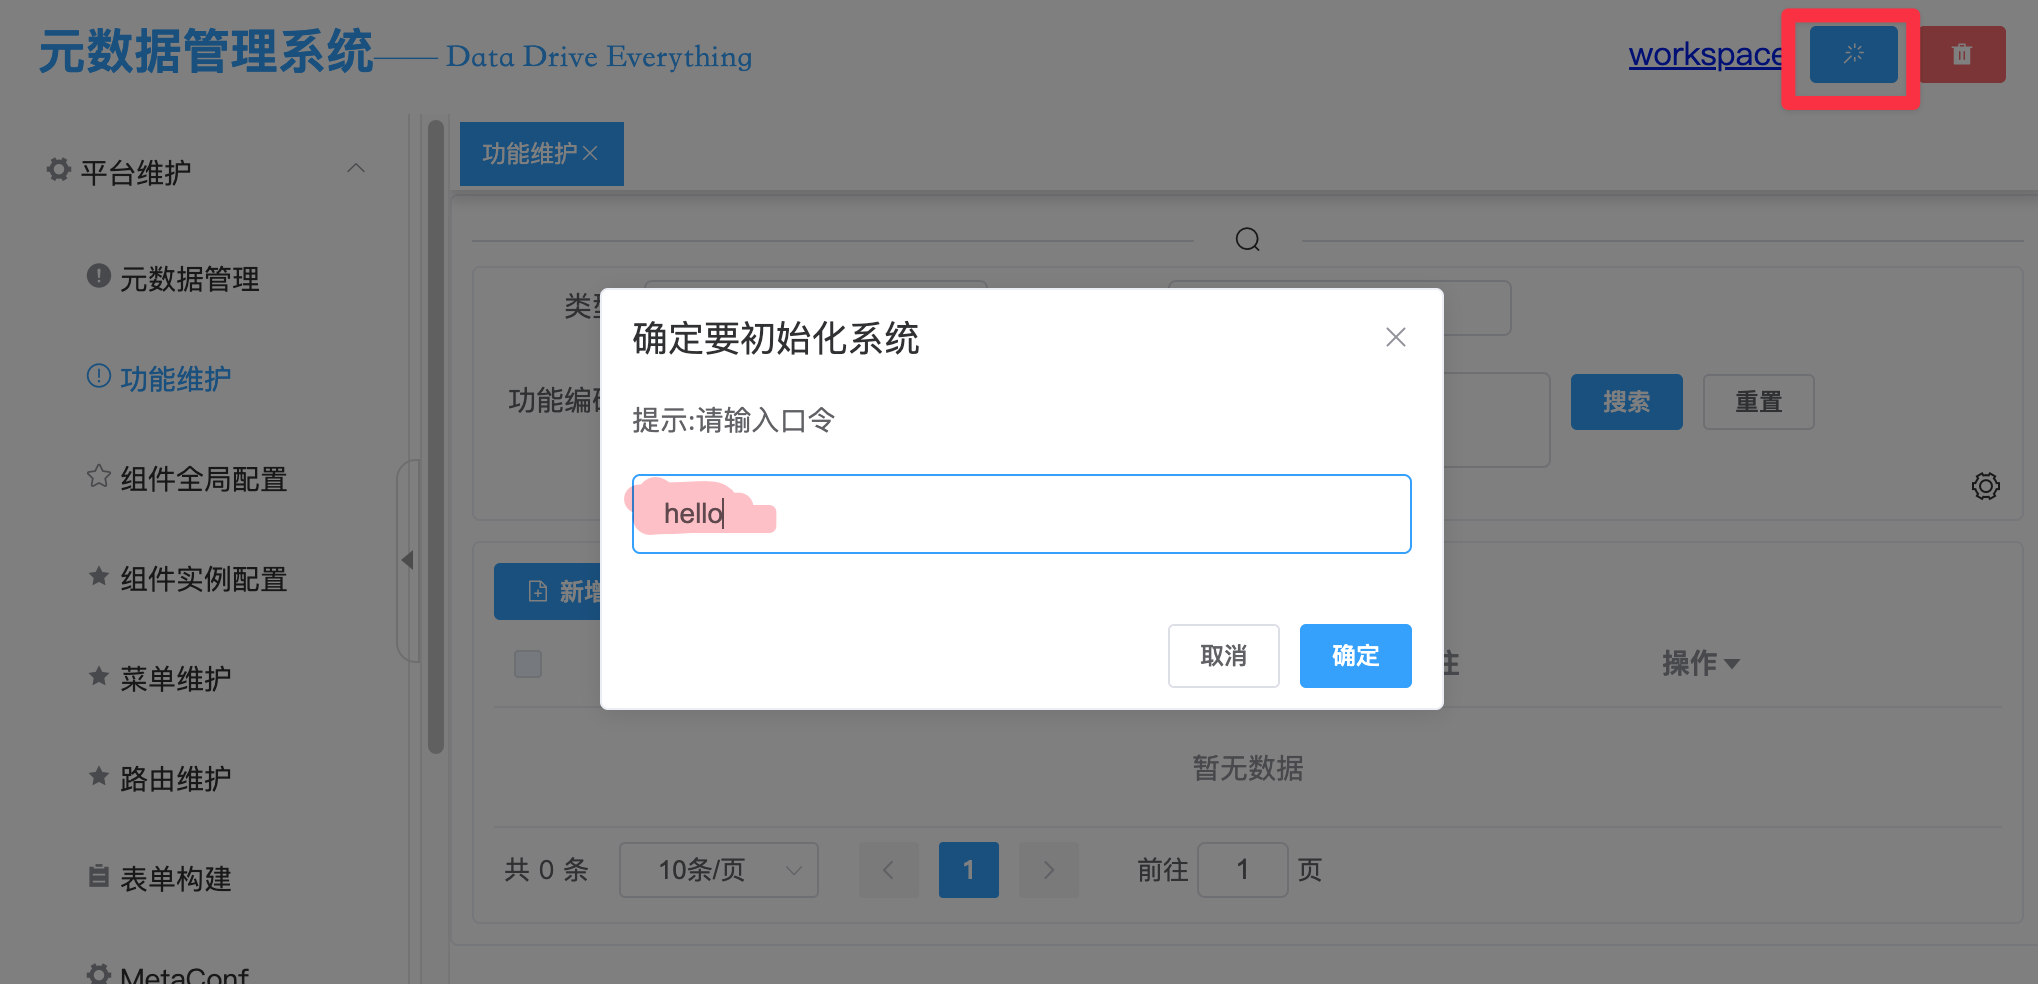 元数据管理系统—— Data Drive Everything
workspace
平台维护
元数据管理
功能维护
组件全局配置
组件实例配置
菜单维护
路由维护
表单构建
MetaConf
功能维护
功能编
搜索
重置
确定要初始化系统
提示:请输入口令
hello
取消
确定
新增
操作
暂无数据
共 0 条
10条/页
1
前往 1 页